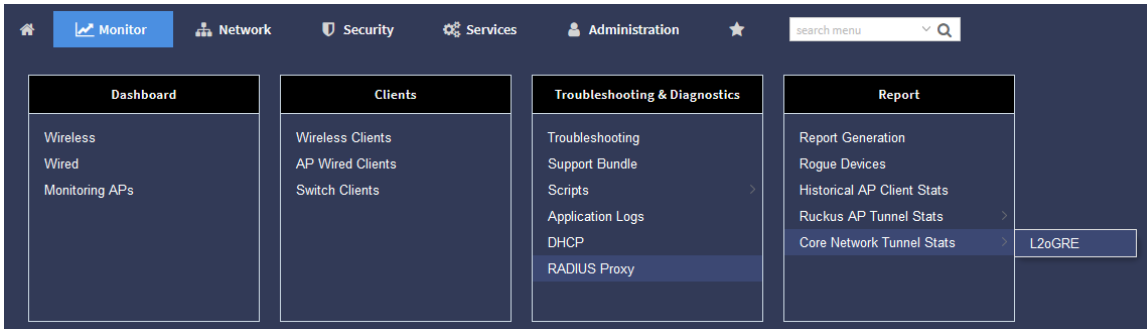 Monitor Network Security Services Administration search menu
Dashboard
Wireless
Wired
Monitoring APs
Clients
Wireless Clients
AP Wired Clients
Switch Clients
Troubleshooting & Diagnostics
Troubleshooting
Support Bundle
Scripts
Application Logs
DHCP
RADIUS Proxy
Report
Report Generation
Rogue Devices
Historical AP Client Stats
Ruckus AP Tunnel Stats
Core Network Tunnel Stats
L2oGRE